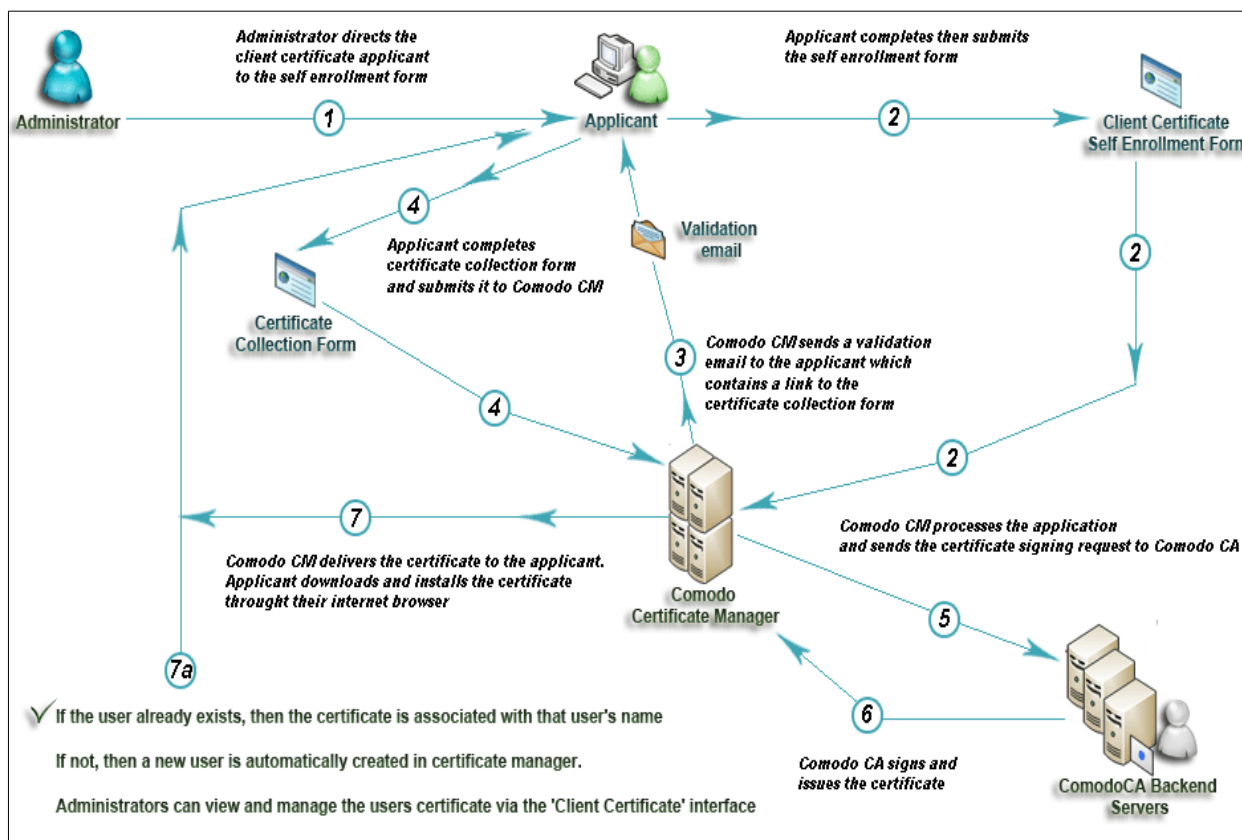 Administrator directs the
client certificate applicant
to the self enrollment form
Applicant completes then submits
the self enrollment form
Administrator
1
Applicant
2
Client Certificate
Self Enrollment Form
4
Validation
email
2
Applicant completes
certificate collection form
and submits it to Comodo CM
Certificate
Collection Form
3
Comodo CM sends a validation
email to the applicant which
contains a link to the
certificate collection form
4
2
7
Comodo CM delivers the certificate to the applicant.
Applicant downloads and installs the certificate
throught their internet browser
Comodo CM processes the application
and sends the certificate signing request to Comodo CA
Comodo
Certificate Manager
5
7a
6
If the user already exists, then the certificate is associated with that user's name
If not, then a new user is automatically created in certificate manager.
Administrators can view and manage the users certificate via the 'Client Certificate' interface
Comodo CA signs and
issues the certificate
ComodoCA Backend
Servers